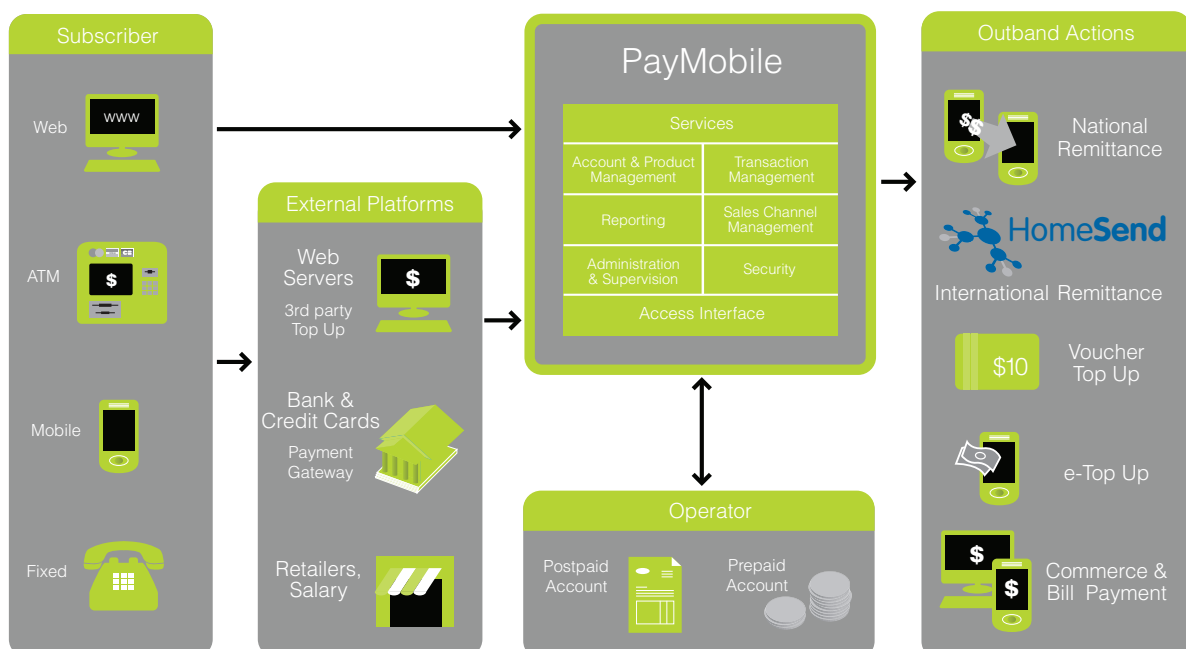 Subscriber
Web
www
ATM
$
Mobile
Fixed
External Platforms
Web
Servers
3rd party
Top Up
$
Bank &
Credit Cards
Payment
Gateway
Retailers,
Salary
PayMobile
Services
Account & Product
Management
Transaction
Management
Reporting
Sales Channel
Management
Administration
& Supervision
Security
Access Interface
Operator
Postpaid
Account
Prepaid
Account
Outband Actions
$$
National
Remittance
HomeSend
International Remittance
$10
Voucher
Top Up
e-Top Up
$
$
Commerce &
Bill Payment